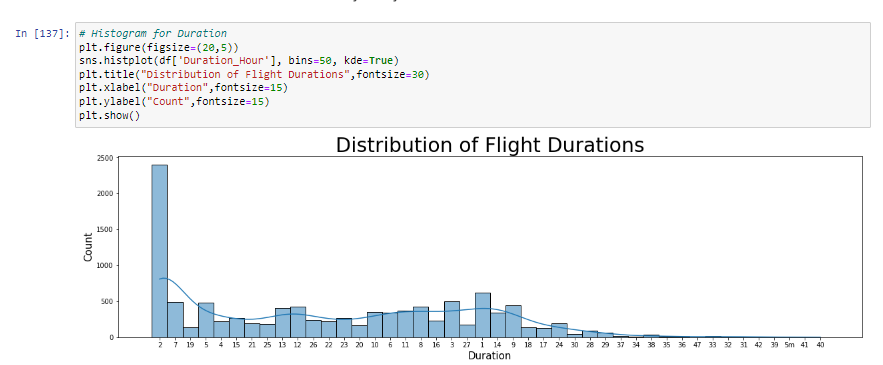 In [137]: # Histogram for Duration
plt.figure(figsize=(20,5))
sns.histplot(df['Duration_Hour'], bins=50, kde=True)
plt.title("Distribution of Flight Durations",fontsize=30)
plt.xlabel("Duration",fontsize=15)
plt.ylabel("Count",fontsize=15)
plt.show()
Distribution of Flight Durations
2500
2000
1500
1000
500
0
Count
2 7 19 5 4 15 21 25 13 12 26 22 23 20 10 6 11 8 16 3 27 1 14 9 18 17 24 30 28 29 37 34 38 35 36 47 33 32 31 42 39 5m 41 40
Duration